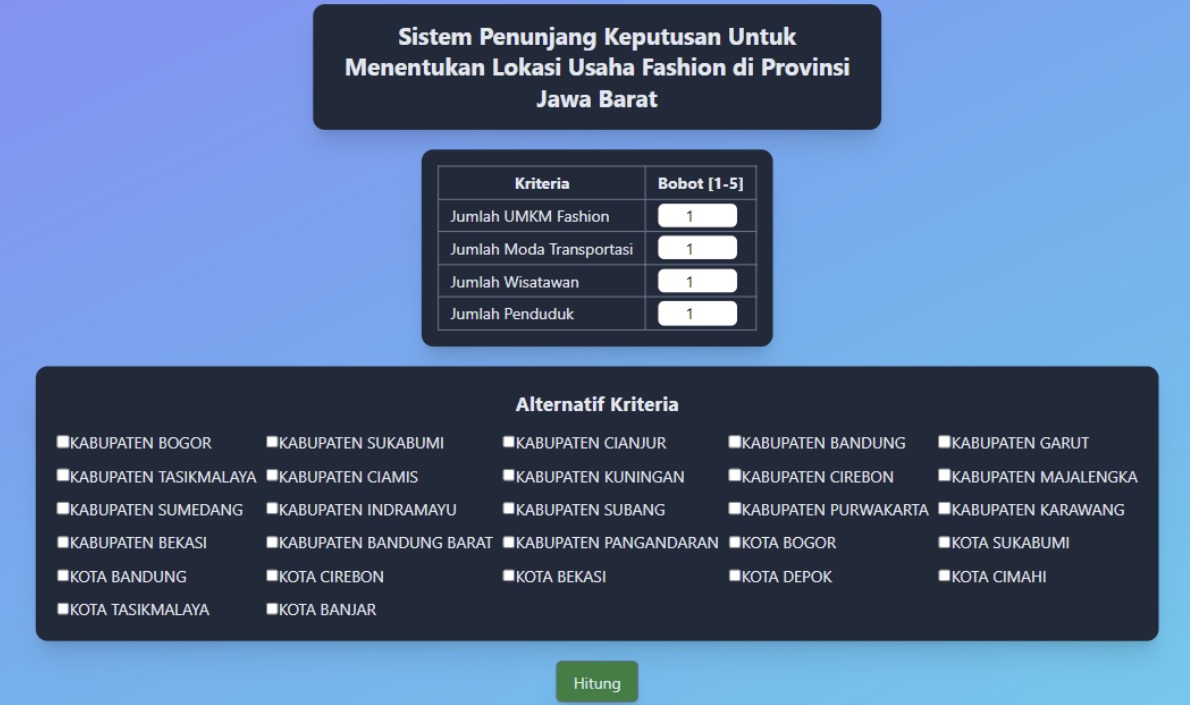 Sistem Penunjang Keputusan Untuk
Menentukan Lokasi Usaha Fashion di Provinsi
Jawa Barat
Kriteria Bobot [1-5]
Jumlah UMKM Fashion 1
Jumlah Moda Transportasi 1
Jumlah Wisatawan 1
Jumlah Penduduk 1
Alternatif Kriteria
KABUPATEN BOGOR KABUPATEN SUKABUMI KABUPATEN CIANJUR KABUPATEN BANDUNG KABUPATEN GARUT
KABUPATEN TASIKMALAYA KABUPATEN CIAMIS KABUPATEN KUNINGAN KABUPATEN CIREBON KABUPATEN MAJALENGKA
KABUPATEN SUMEDANG KABUPATEN INDRAMAYU KABUPATEN SUBANG KABUPATEN PURWAKARTA KABUPATEN KARAWANG
KABUPATEN BEKASI KABUPATEN BANDUNG BARAT KABUPATEN PANGANDARAN KOTA BOGOR KOTA SUKABUMI
KOTA BANDUNG KOTA CIREBON KOTA BEKASI KOTA DEPOK KOTA CIMAHI
KOTA TASIKMALAYA KOTA BANJAR
Hitung